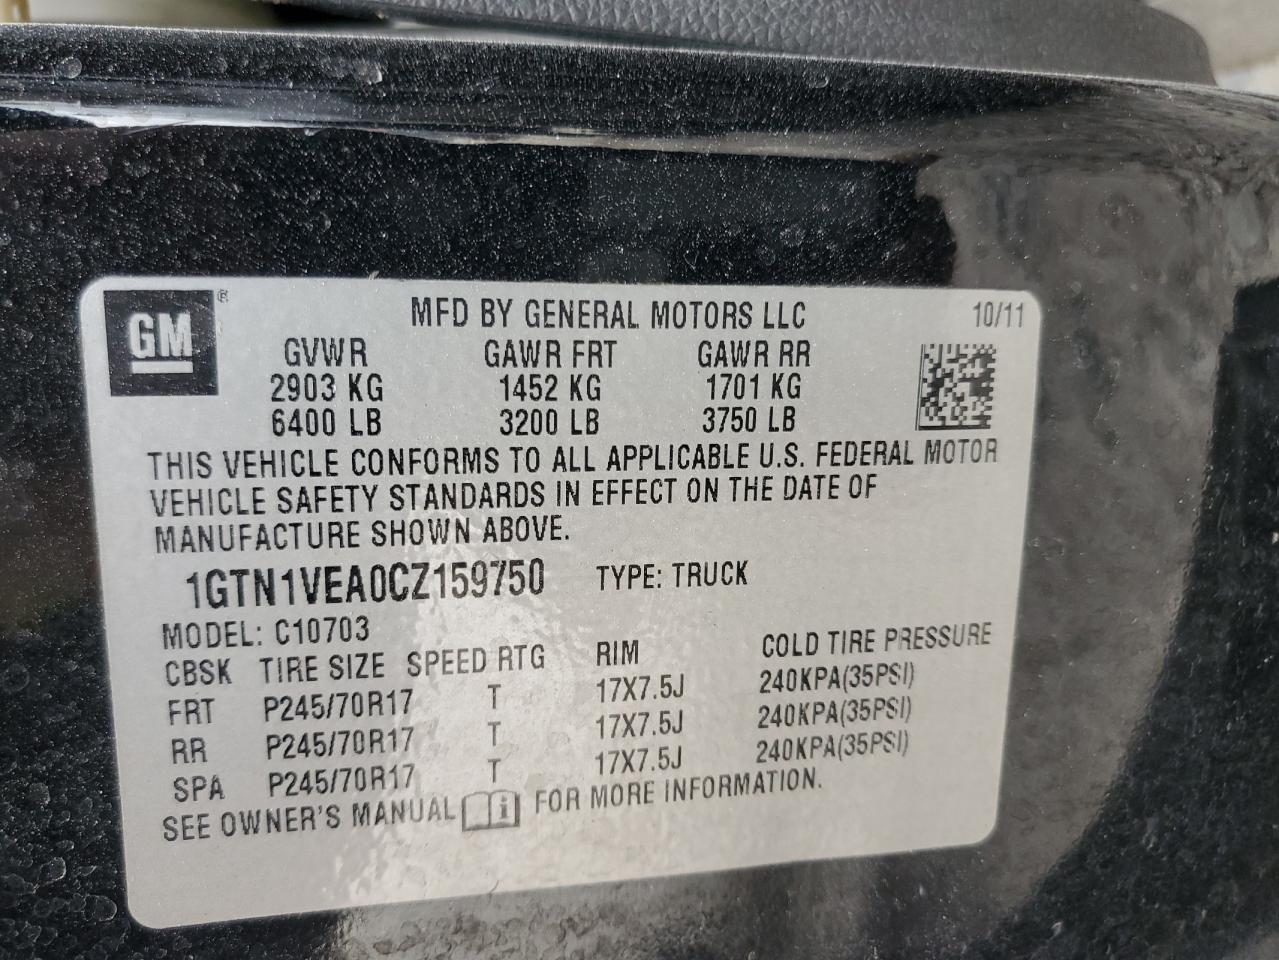 GM ® MFD BY GENERAL MOTORS LLC 10/11
GVWR GAWR FRT GAWR RR
2903 KG 1452 KG 1701 KG
6400 LB 3200 LB 3750 LB
THIS VEHICLE CONFORMS TO ALL APPLICABLE U.S. FEDERAL MOTOR
VEHICLE SAFETY STANDARDS IN EFFECT ON THE DATE OF
MANUFACTURE SHOWN ABOVE.
1GTN1VEA0CZ159750 TYPE: TRUCK
MODEL: C10703
CBSK TIRE SIZE SPEED RTG RIM COLD TIRE PRESSURE
FRT P245/70R17 T 17X7.5J 240KPA(35PSI)
RR P245/70R17 T 17X7.5J 240KPA(35PSI)
SPA P245/70R17 T 17X7.5J 240KPA(35PSI)
SEE OWNER'S MANUAL i FOR MORE INFORMATION.